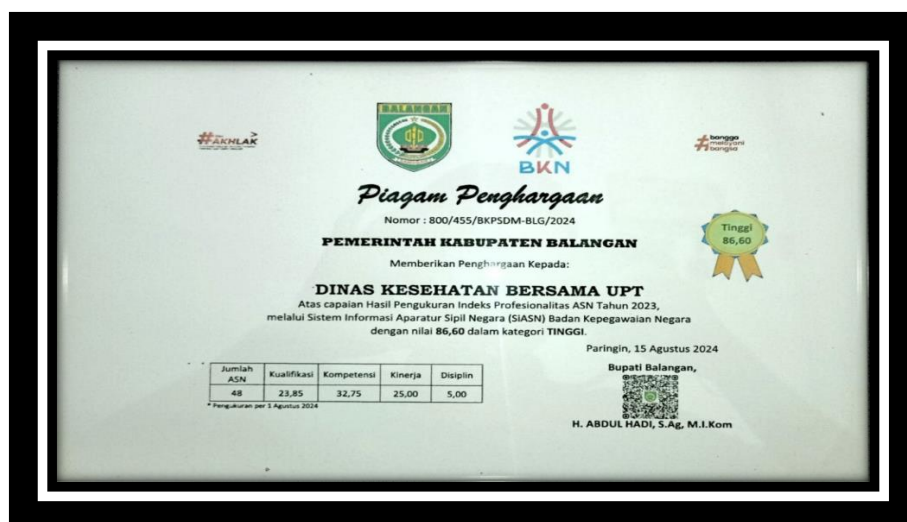 BALANGAN
#
AKHLAK
BKN
#bangga
melayani
bangsa
Piagam Penghargaan
Nomor : 800/455/BKPSDM-BLG/2024
PEMERINTAH KABUPATEN BALANGAN
Memberikan Penghargaan Kepada:
Tinggi
86,60
DINAS KESEHATAN BERSAMA UPT
Atas capaian Hasil Pengukuran Indeks Profesionalitas ASN Tahun 2023,
melalui Sistem Informasi Aparatur Sipil Negara (SIASN) Badan Kepegawaian Negara
dengan nilai 86,60 dalam kategori TINGGI.
Paringin, 15 Agustus 2024
Bupati Balangan,
H. ABDUL HADI, S.Ag, M.I.Kom
Jumlah ASN Kualifikasi Kompetensi Kinerja Disiplin
48 23,85 32,75 25,00 5,00
* Pengukuran per 1 Agustus 2024